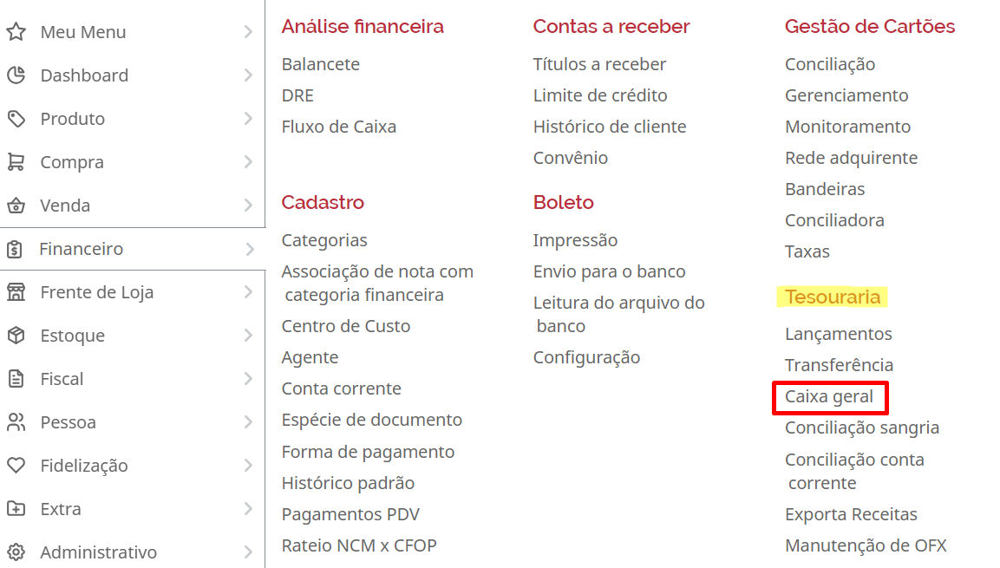 Meu Menu
Dashboard
Produto
Compra
Venda
Financeiro
Frente de Loja
Estoque
Fiscal
Pessoa
Fidelização
Extra
Administrativo
Análise financeira
Balancete
DRE
Fluxo de Caixa
Cadastro
Categorias
Associação de nota com
categoria financeira
Centro de Custo
Agente
Conta corrente
Espécie de documento
Forma de pagamento
Histórico padrão
Pagamentos PDV
Rateio NCM x CFOP
Contas a receber
Títulos a receber
Limite de crédito
Histórico de cliente
Convênio
Boleto
Impressão
Envio para o banco
Leitura do arquivo do
banco
Configuração
Gestão de Cartões
Conciliação
Gerenciamento
Monitoramento
Rede adquirente
Bandeiras
Conciliadora
Taxas
Tesouraria
Lançamentos
Transferência
Caixa geral
Conciliação sangria
Conciliação conta
corrente
Exporta Receitas
Manutenção de OFX